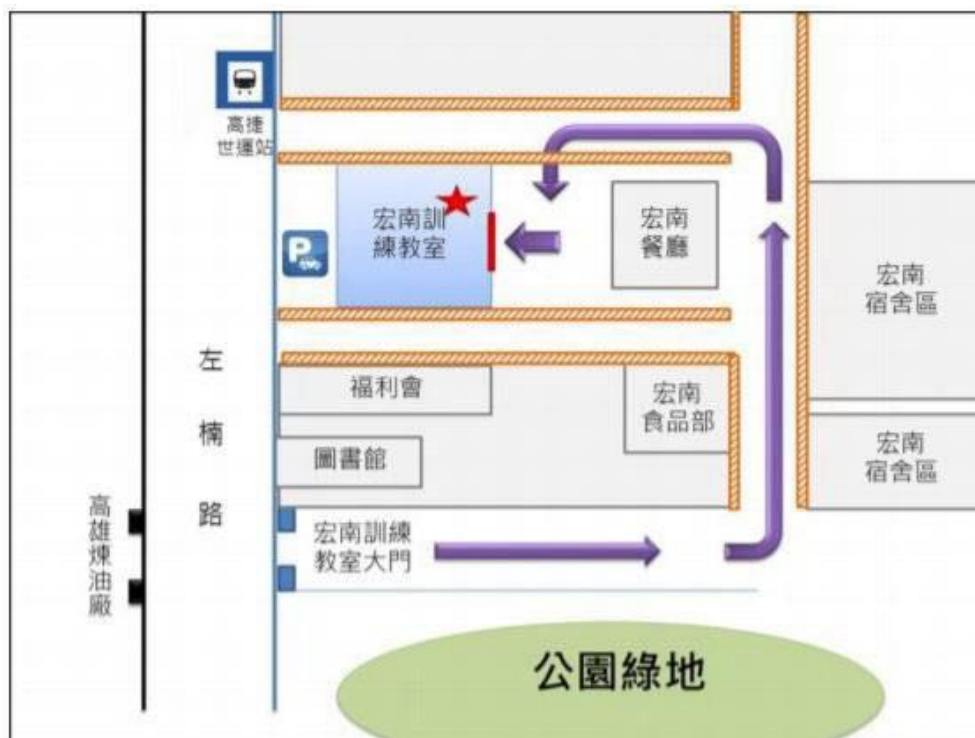 高捷
世運站
宏南訓
練教室
P
宏南
餐廳
宏南
宿舍區
左楠路
福利會
宏南
食品部
圖書館
宏南
宿舍區
高雄煉油廠
宏南訓練
教室大門
公園綠地